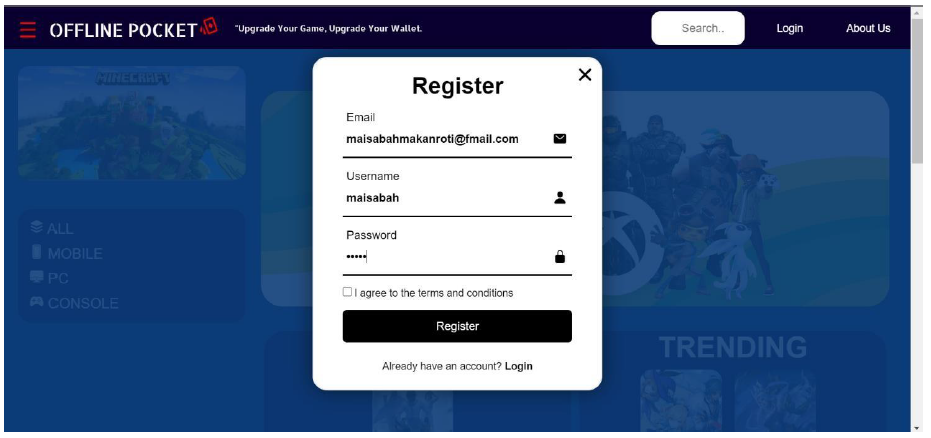 OFFLINE POCKET
"Upgrade Your Game, Upgrade Your Wallet.
Search..
Login
About Us
MINECRAFT
ALL
MOBILE
PC
CONSOLE
Register
Email
maisabahmakanroti@fmail.com
Username
maisabah
Password
•••••
I agree to the terms and conditions
Register
Already have an account? Login
TRENDING